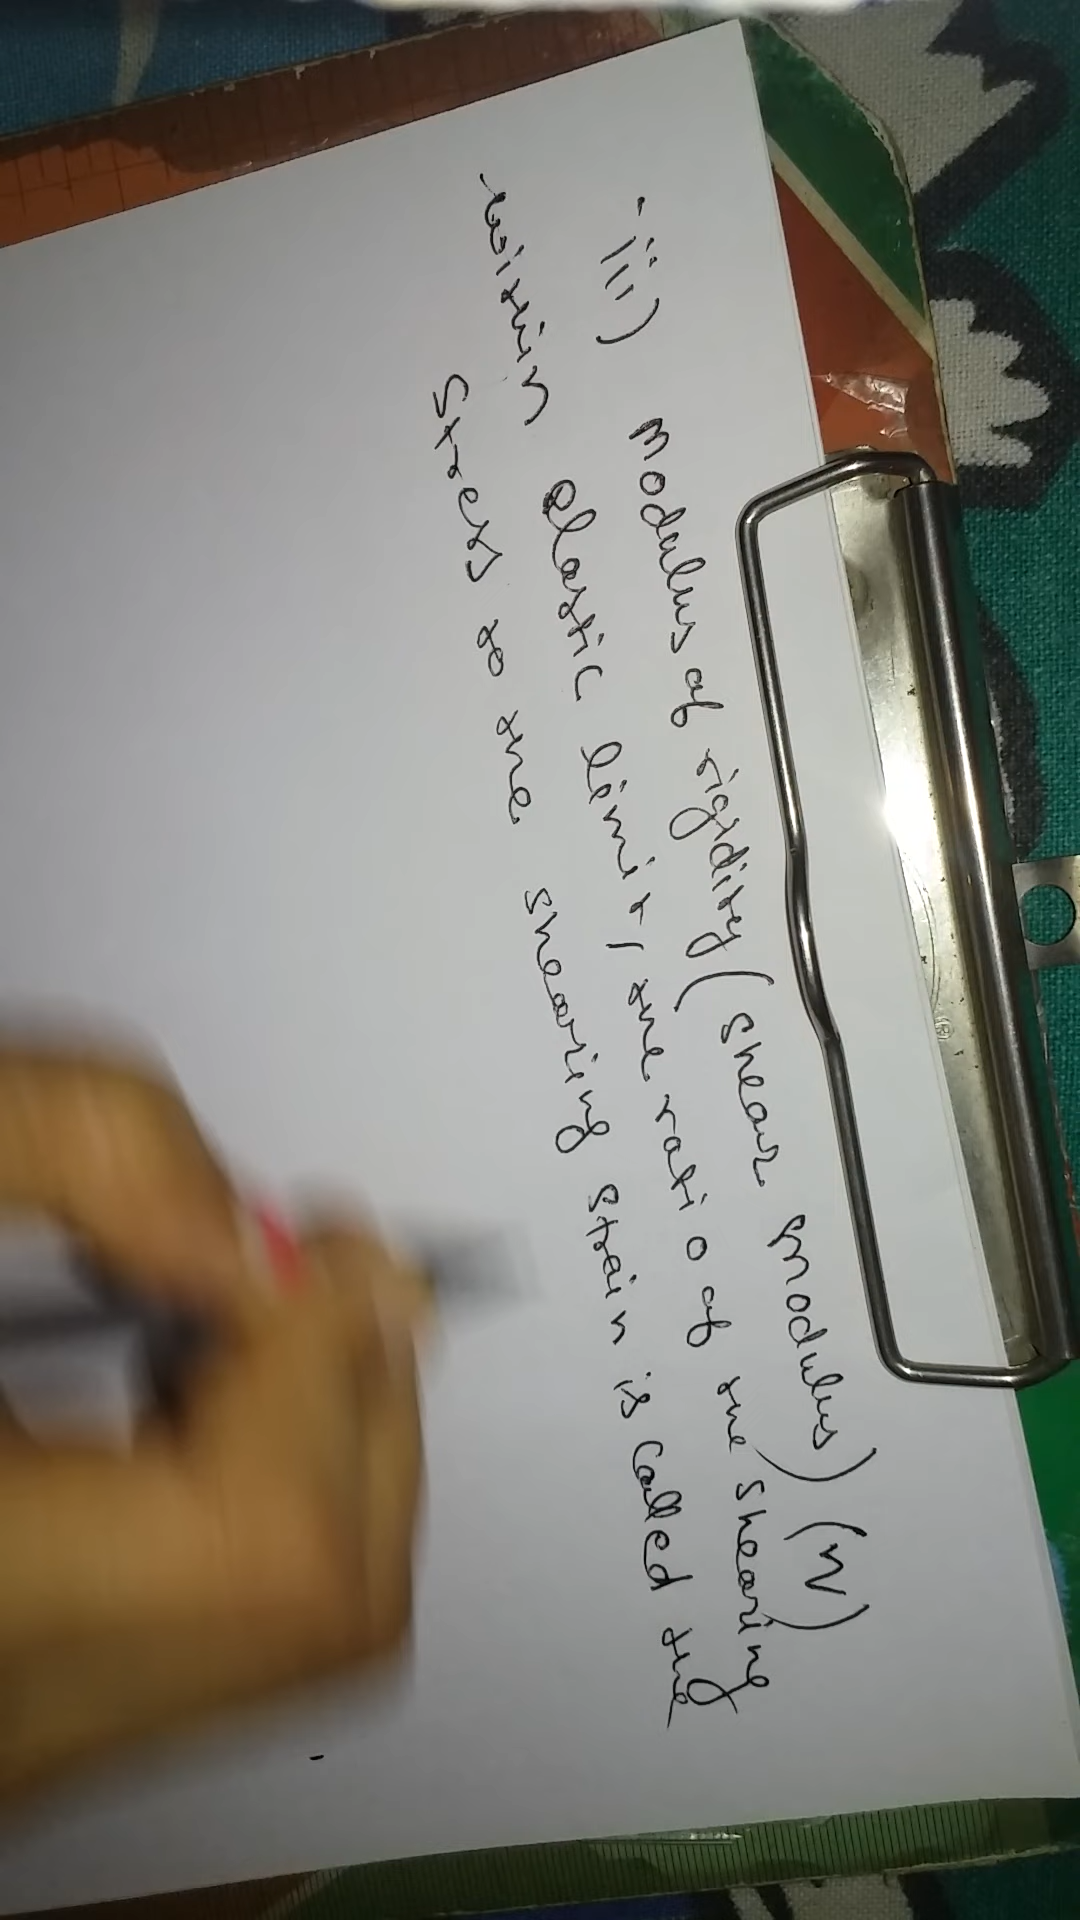 iii) Modulus of rigidity (shear modulus) (n)
within elastic limit, the ratio of the shearing
stress to the shearing strain is called the